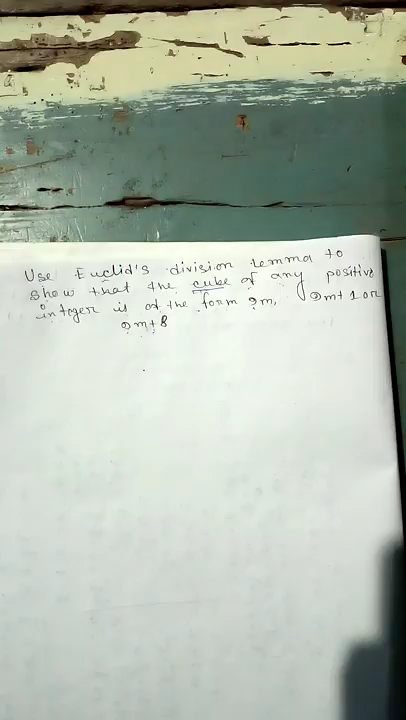 Use Euclid's division lemma to
show that the cube of any positive
integer is of the form 9m, 9m+1 or
9m+8